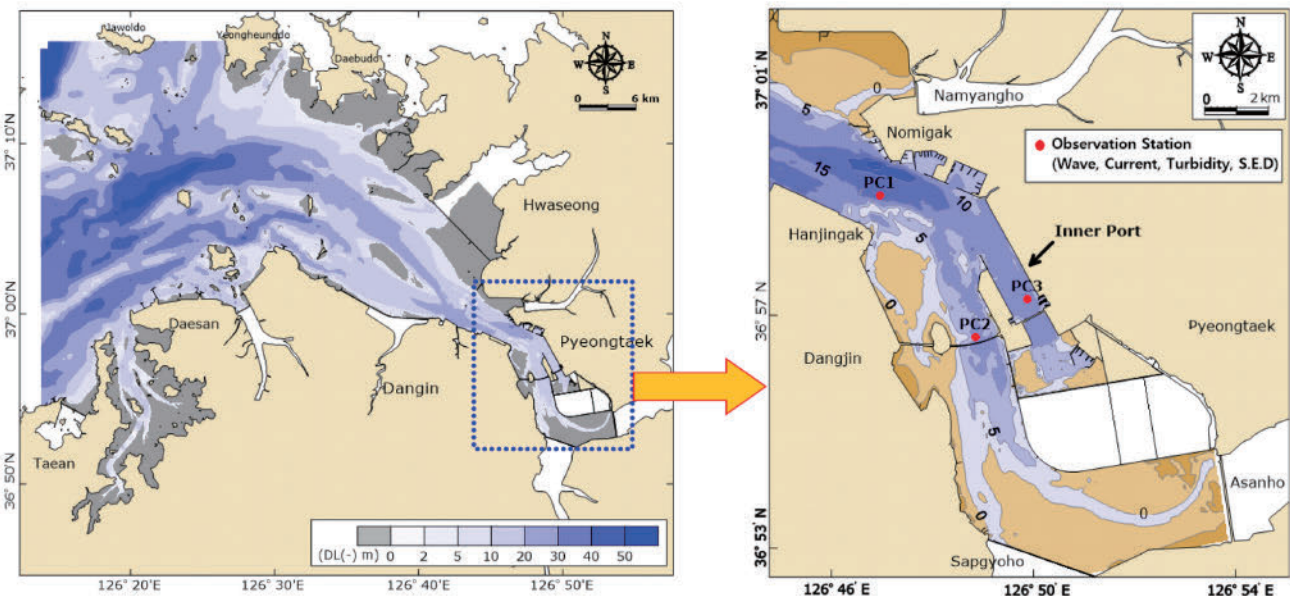 Jawoldo
Yeongheungdo
Daebudo
N
W
E
S
0 6 km
37° 10'N
Hwaseong
37° 00'N
Daesan
Pyeongtaek
Dangin
Taean
36° 50'N
(DL(-) m) 0 2 5 10 20 30 40 50
126° 20'E
126° 30'E
126° 40'E
126° 50'E
37° 01' N
0
Namyangho
N
W
E
S
0 2 km
5
Nomigak
Observation Station
(Wave, Current, Turbidity, S.E.D)
15
PC1
10
Hanjingak
5
Inner Port
PC3
0
36° 57' N
PC2
Pyeongtaek
Dangjin
5
Asanho
0
0
36° 53' N
Sapgyoho
126° 46' E
126° 50' E
126° 54' E